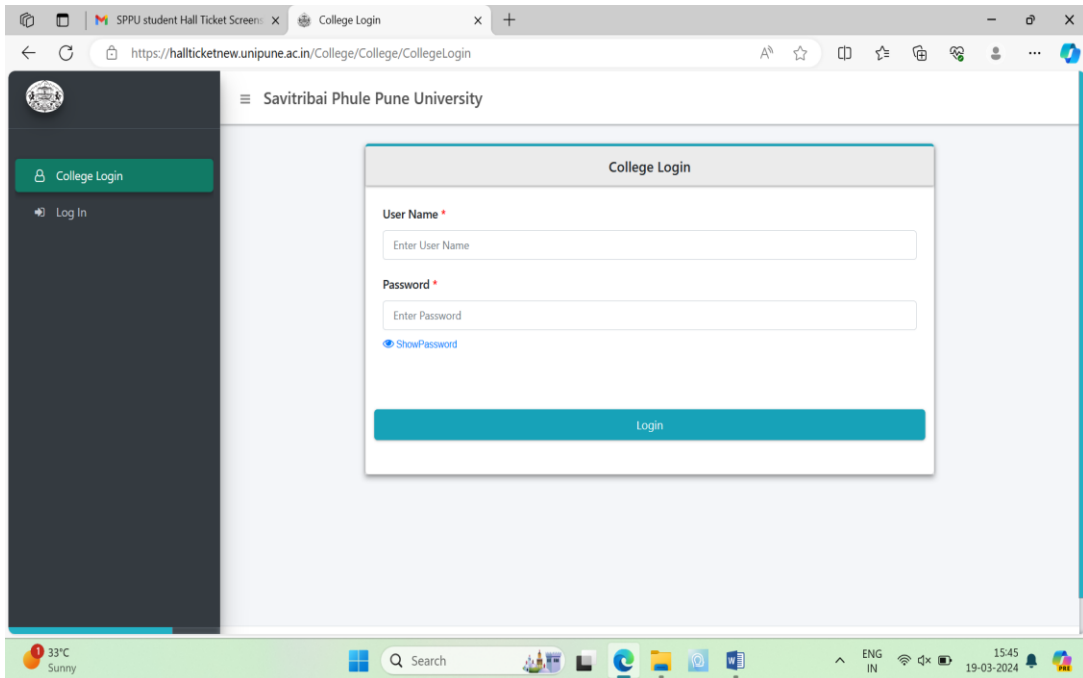 SPPU student Hall Ticket Screens
College Login
https://hallticketnew.unipune.ac.in/College/College/CollegeLogin
Savitribai Phule Pune University
College Login
Log In
College Login
User Name *
Enter User Name
Password *
Enter Password
ShowPassword
Login
1
33°C
Sunny
Search
ENG
IN
15:45
19-03-2024
PRE